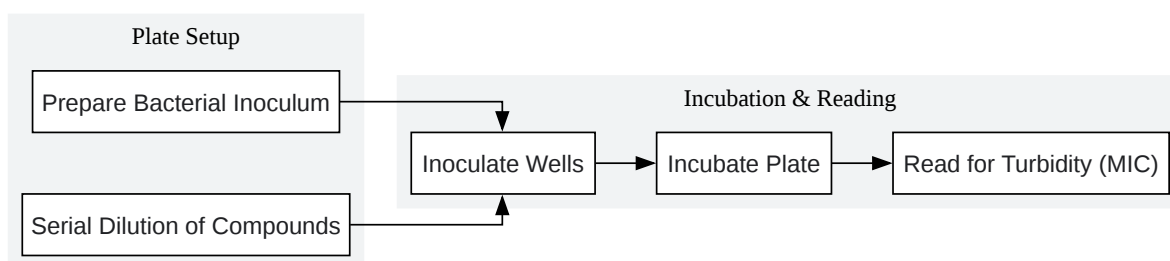 Plate Setup
Prepare Bacterial Inoculum
Serial Dilution of Compounds
Incubation & Reading
Inoculate Wells
Incubate Plate
Read for Turbidity (MIC)